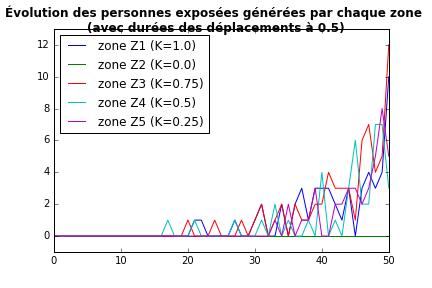 Évolution des personnes exposées générées par chaque zone
(avec durées des déplacements à 0.5)
zone Z1 (K=1.0)
zone Z2 (K=0.0)
zone Z3 (K=0.75)
zone Z4 (K=0.5)
zone Z5 (K=0.25)
12
10
8
6
4
2
0
0 10 20 30 40 50